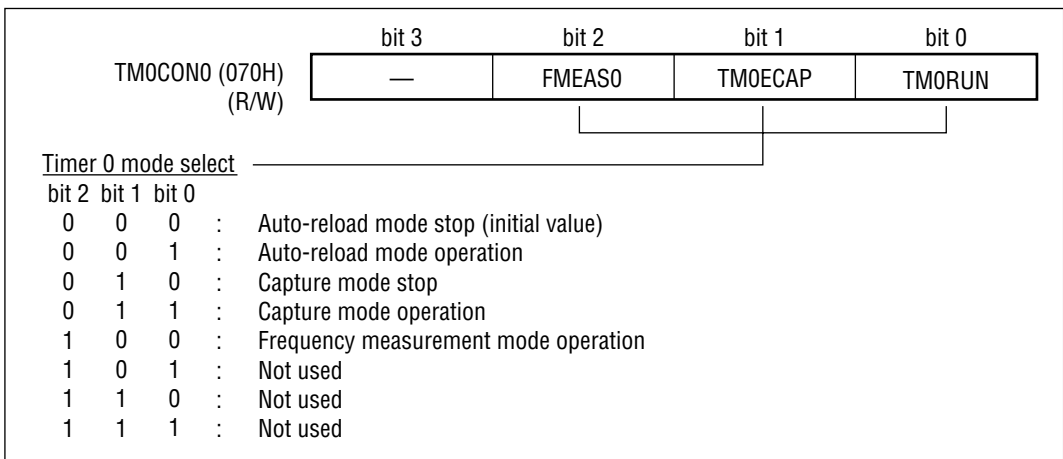 bit 3 bit 2 bit 1 bit 0
TM0CON0 (070H) — FMEAS0 TM0ECAP TM0RUN
(R/W)
Timer 0 mode select
bit 2 bit 1 bit 0
0 0 0 : Auto-reload mode stop (initial value)
0 0 1 : Auto-reload mode operation
0 1 0 : Capture mode stop
0 1 1 : Capture mode operation
1 0 0 : Frequency measurement mode operation
1 0 1 : Not used
1 1 0 : Not used
1 1 1 : Not used